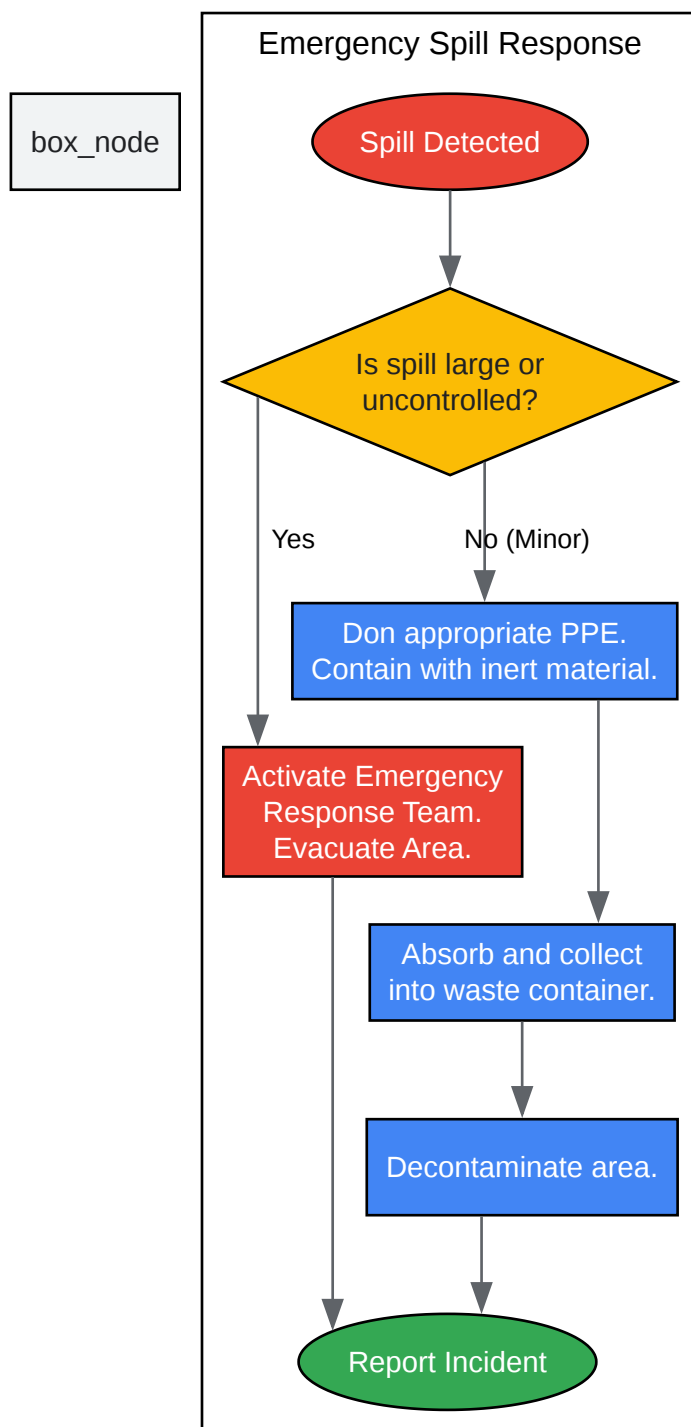 Emergency Spill Response
box_node
Spill Detected
Is spill large or
uncontrolled?
Yes
No (Minor)
Don appropriate PPE.
Contain with inert material.
Activate Emergency
Response Team.
Evacuate Area.
Absorb and collect
into waste container.
Decontaminate area.
Report Incident